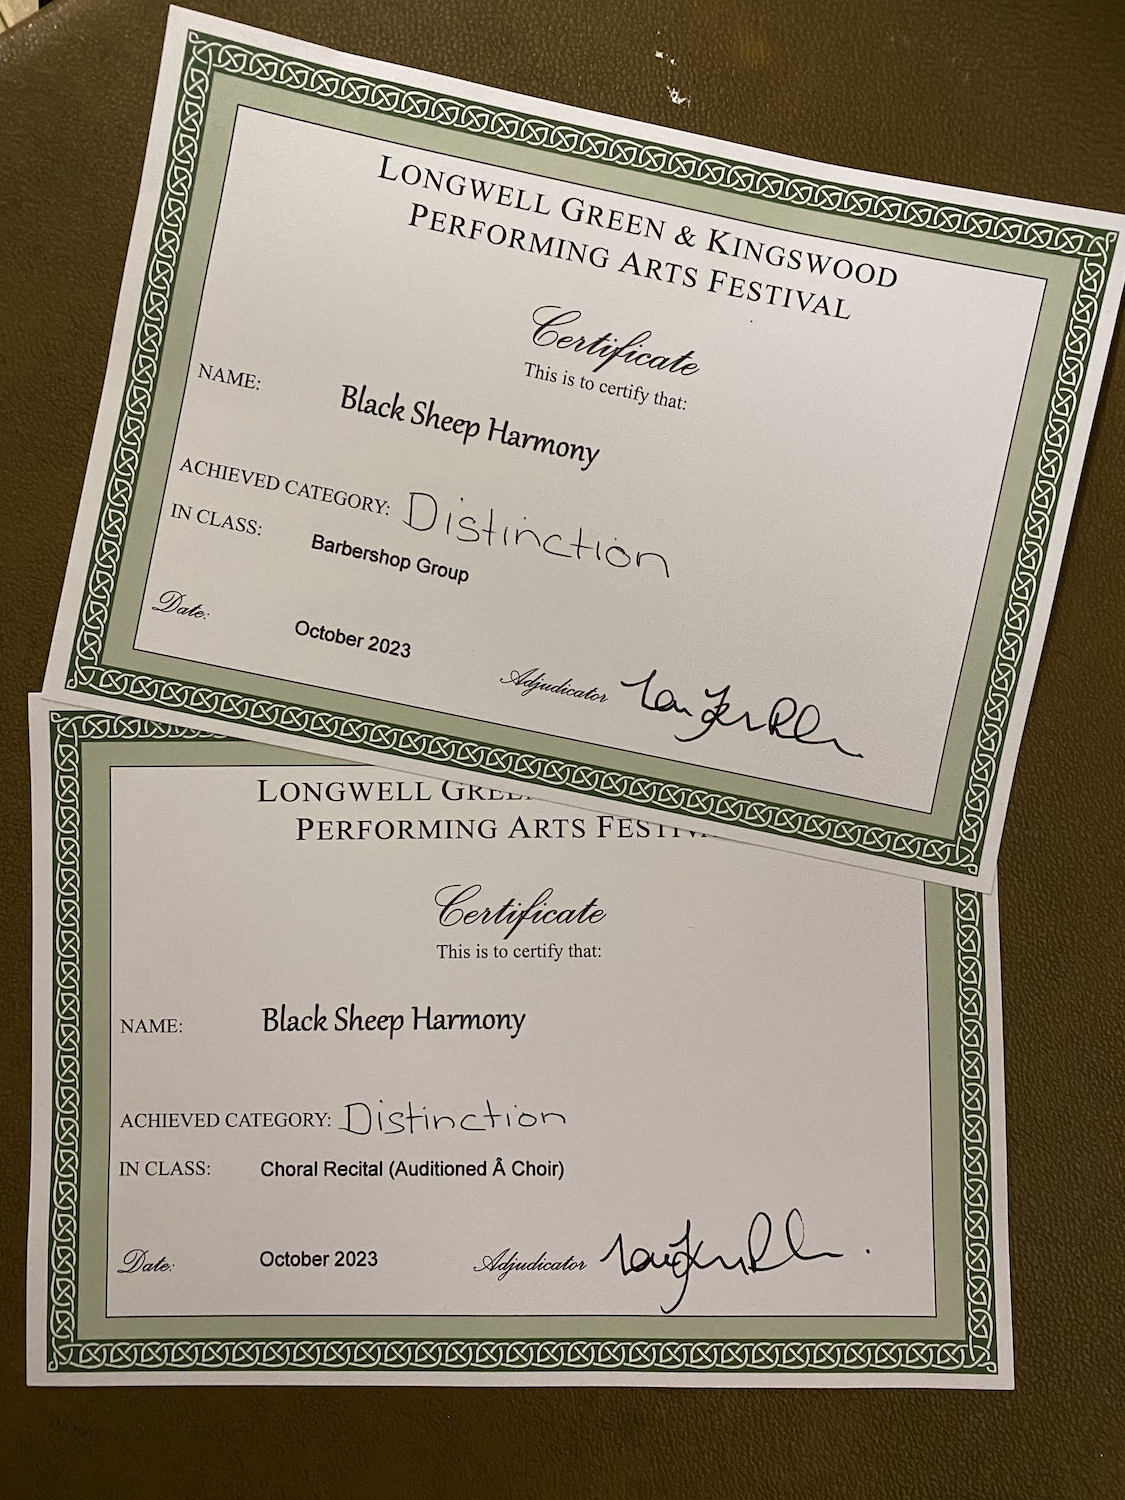 LONGWELL GREEN & KINGSWOOD
PERFORMING ARTS FESTIVAL
Certificate
This is to certify that:
NAME: Black Sheep Harmony
ACHIEVED CATEGORY: Distinction
IN CLASS: Barbershop Group
Date: October 2023
Adjudicator
LONGWELL
PERFORMING ARTS
Certificate
This is to certify that:
NAME: Black Sheep Harmony
ACHIEVED CATEGORY: Distinction
IN CLASS: Choral Recital (Auditioned Â Choir)
Date: October 2023 Adjudicator